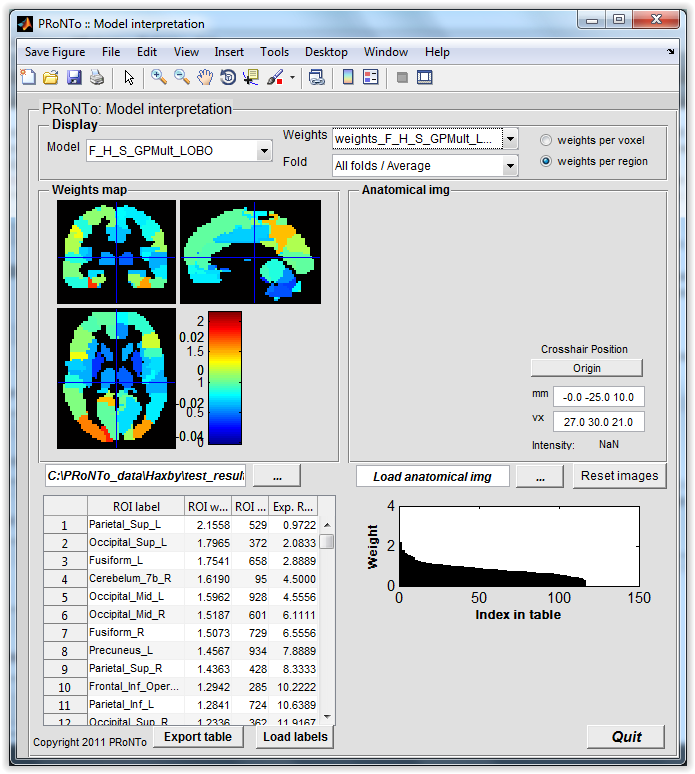 PRoNTo :: Model interpretation
Save Figure File Edit View Insert Tools Desktop Window Help
PRoNTo: Model interpretation
Display
Model F_H_S_GPMult_LOBO
Weights weights_F_H_S_GPMult_L...
Fold All folds / Average
weights per voxel
weights per region
Weights map
2
0.02
1.5
0
1
-0.02
0.5
-0.04
0
Anatomical img
Crosshair Position
Origin
mm -0.0 -25.0 10.0
vx 27.0 30.0 21.0
Intensity: NaN
C:\PRoNTo_data\Haxby\test_resul
...
Load anatomical img
...
Reset images
ROI label ROI w... ROI ... Exp. R...
1 Parietal_Sup_L 2.1558 529 0.9722
2 Occipital_Sup_L 1.7965 372 2.0833
3 Fusiform_L 1.7541 658 2.8889
4 Cerebelum_7b_R 1.6190 95 4.5000
5 Occipital_Mid_L 1.5962 928 4.5556
6 Occipital_Mid_R 1.5187 601 6.1111
7 Fusiform_R 1.5073 729 6.5556
8 Precuneus_L 1.4567 934 7.8889
9 Parietal_Sup_R 1.4363 428 8.3333
10 Frontal_Inf_Oper... 1.2942 285 10.2222
11 Parietal_Inf_L 1.2841 724 10.6389
12 Occipital_Sup_R 1.2336 362 11.9167
4
2
0
Weight
0 50 100 150
Index in table
Copyright 2011 PRoNTo
Export table
Load labels
Quit